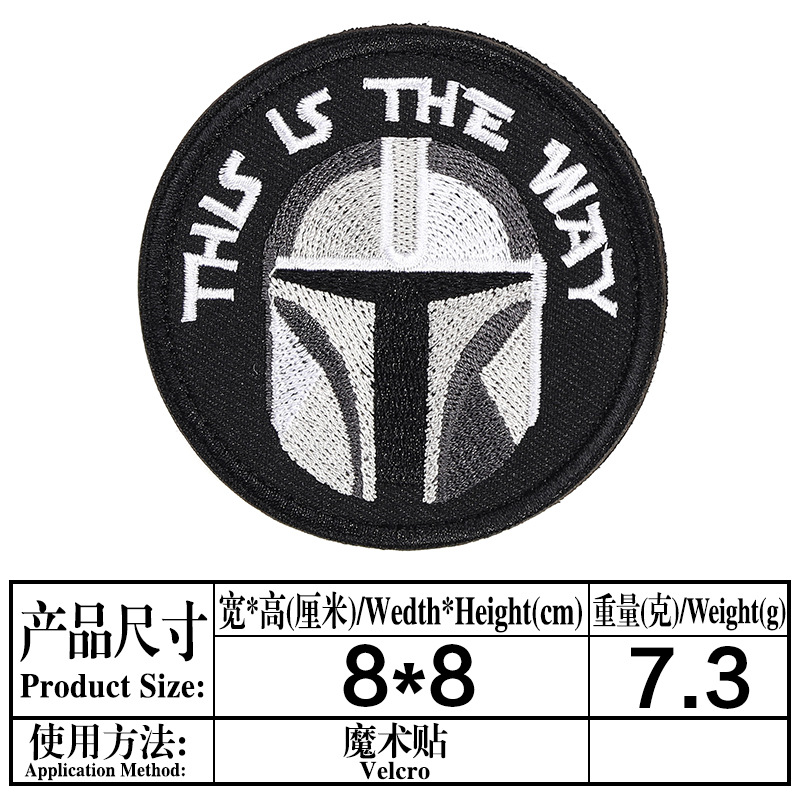 THIS IS THE WAY
产品尺寸
Product Size:
宽*高(厘米)/Wedth*Height(cm)
重量(克)/Weight(g)
8*8
7.3
使用方法:
Application Method:
魔术贴
Velcro